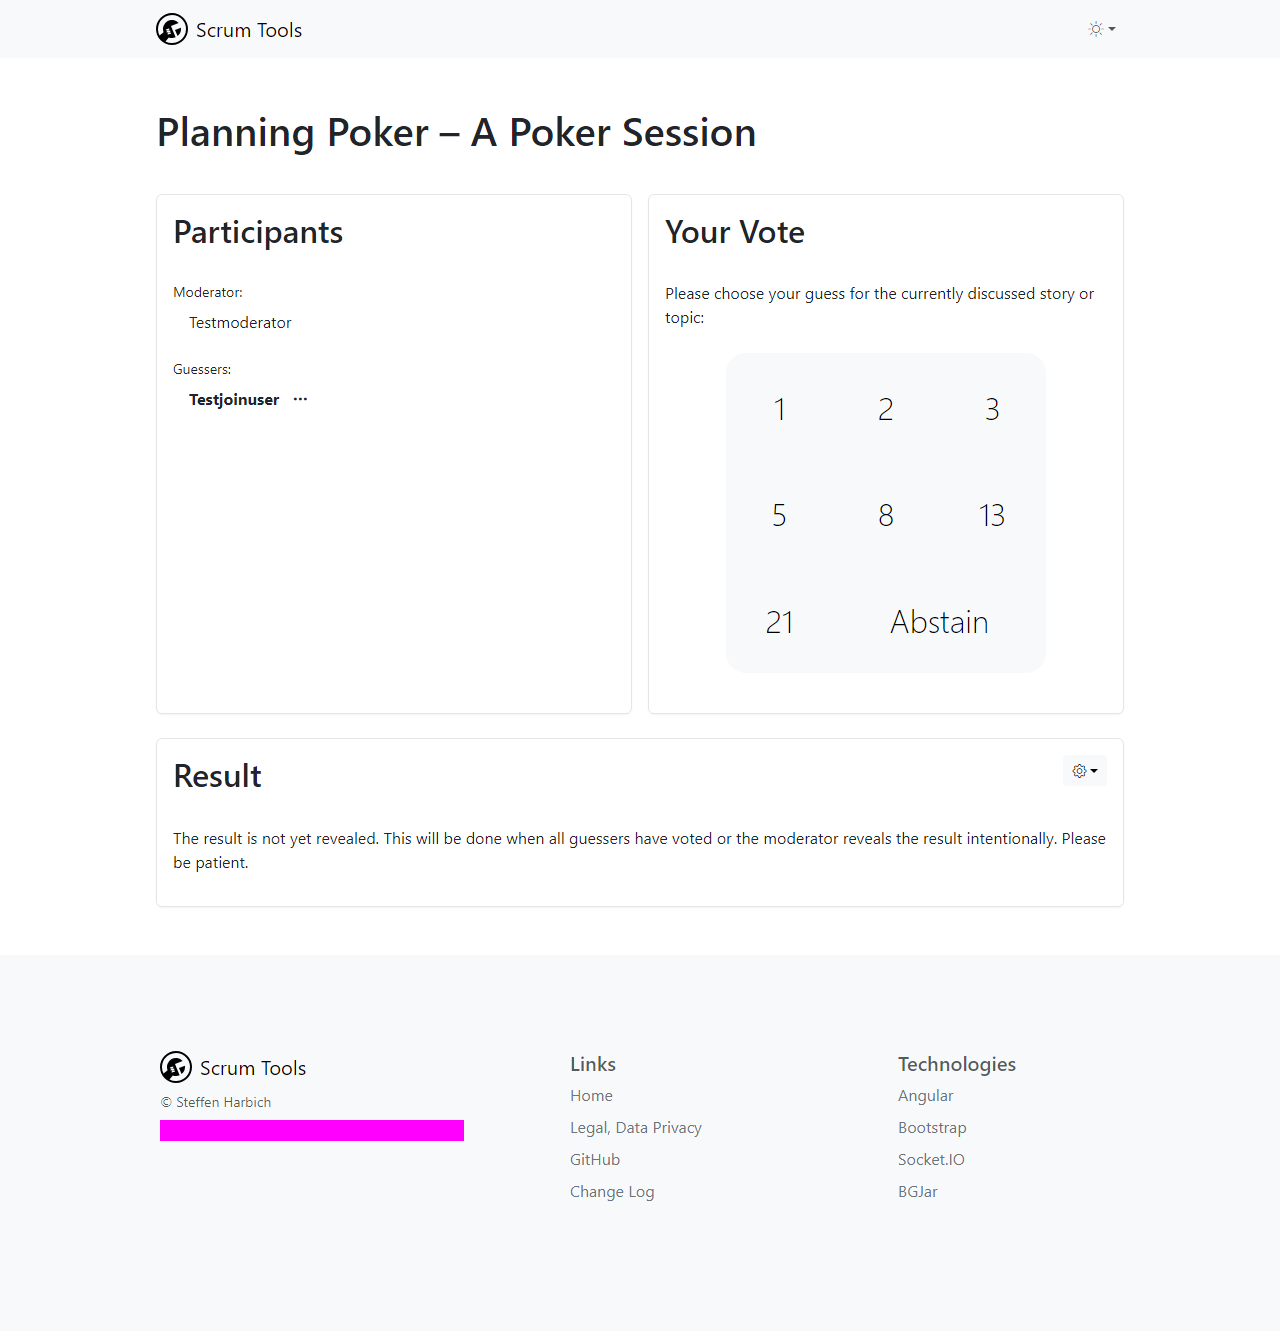 Scrum Tools
Planning Poker – A Poker Session
Participants
Moderator:
Testmoderator
Guessers:
Testjoinuser
Your Vote
Please choose your guess for the currently discussed story or
topic:
1 2 3
5 8 13
21 Abstain
Result
The result is not yet revealed. This will be done when all guessers have voted or the moderator reveals the result intentionally. Please
be patient.
Scrum Tools
© Steffen Harbich
Links
Home
Legal, Data Privacy
GitHub
Change Log
Technologies
Angular
Bootstrap
Socket.IO
BGJar